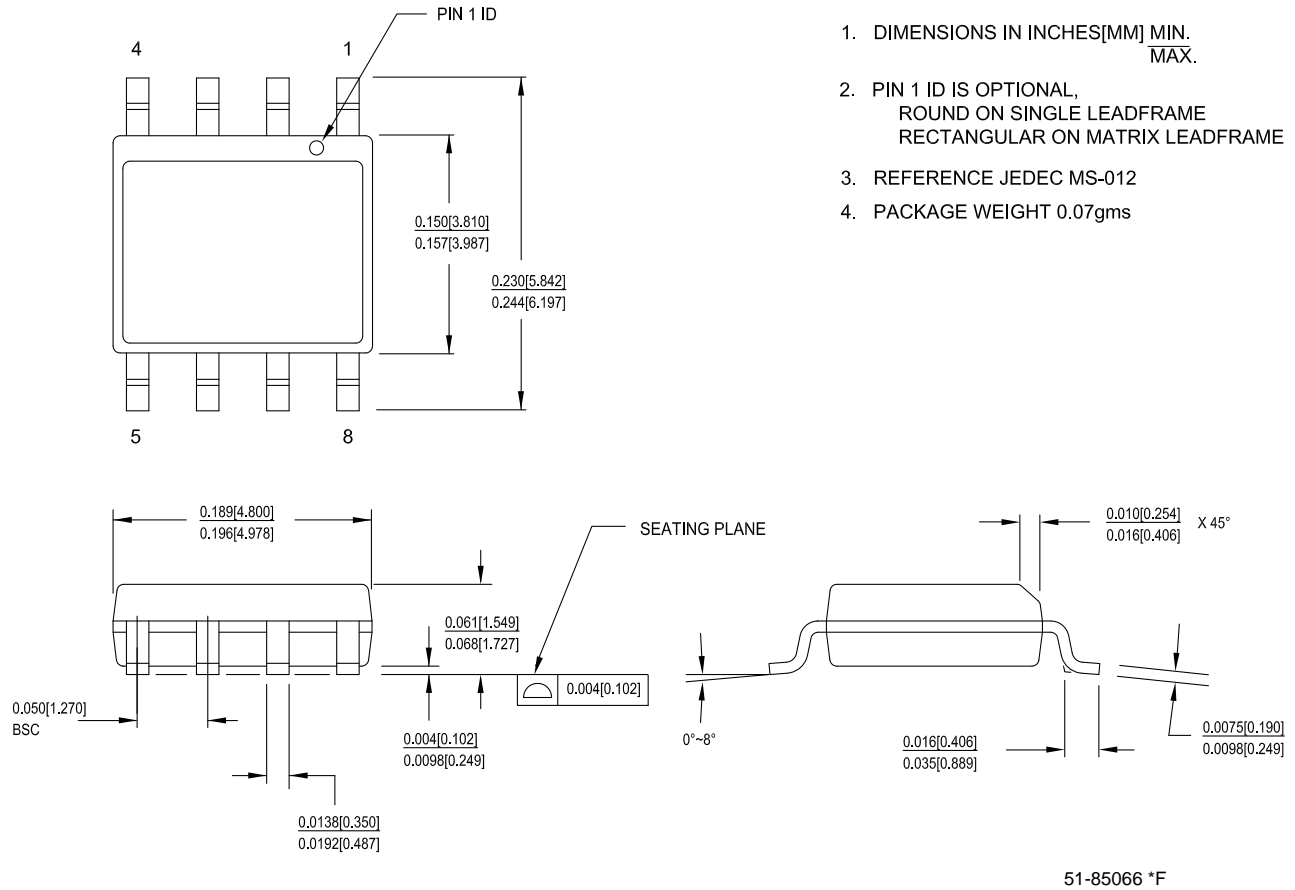 PIN 1 ID
4
1
0.150[3.810]
0.157[3.987]
0.230[5.842]
0.244[6.197]
5
8
1. DIMENSIONS IN INCHES[MM] MIN.
MAX.
2. PIN 1 ID IS OPTIONAL,
ROUND ON SINGLE LEADFRAME
RECTANGULAR ON MATRIX LEADFRAME
3. REFERENCE JEDEC MS-012
4. PACKAGE WEIGHT 0.07gms
0.189[4.800]
0.196[4.978]
SEATING PLANE
0.010[0.254]
0.016[0.406]
X 45°
0.061[1.549]
0.068[1.727]
0.004[0.102]
0.050[1.270]
BSC
0.004[0.102]
0.0098[0.249]
0°~8°
0.016[0.406]
0.035[0.889]
0.0075[0.190]
0.0098[0.249]
0.0138[0.350]
0.0192[0.487]
51-85066 *F